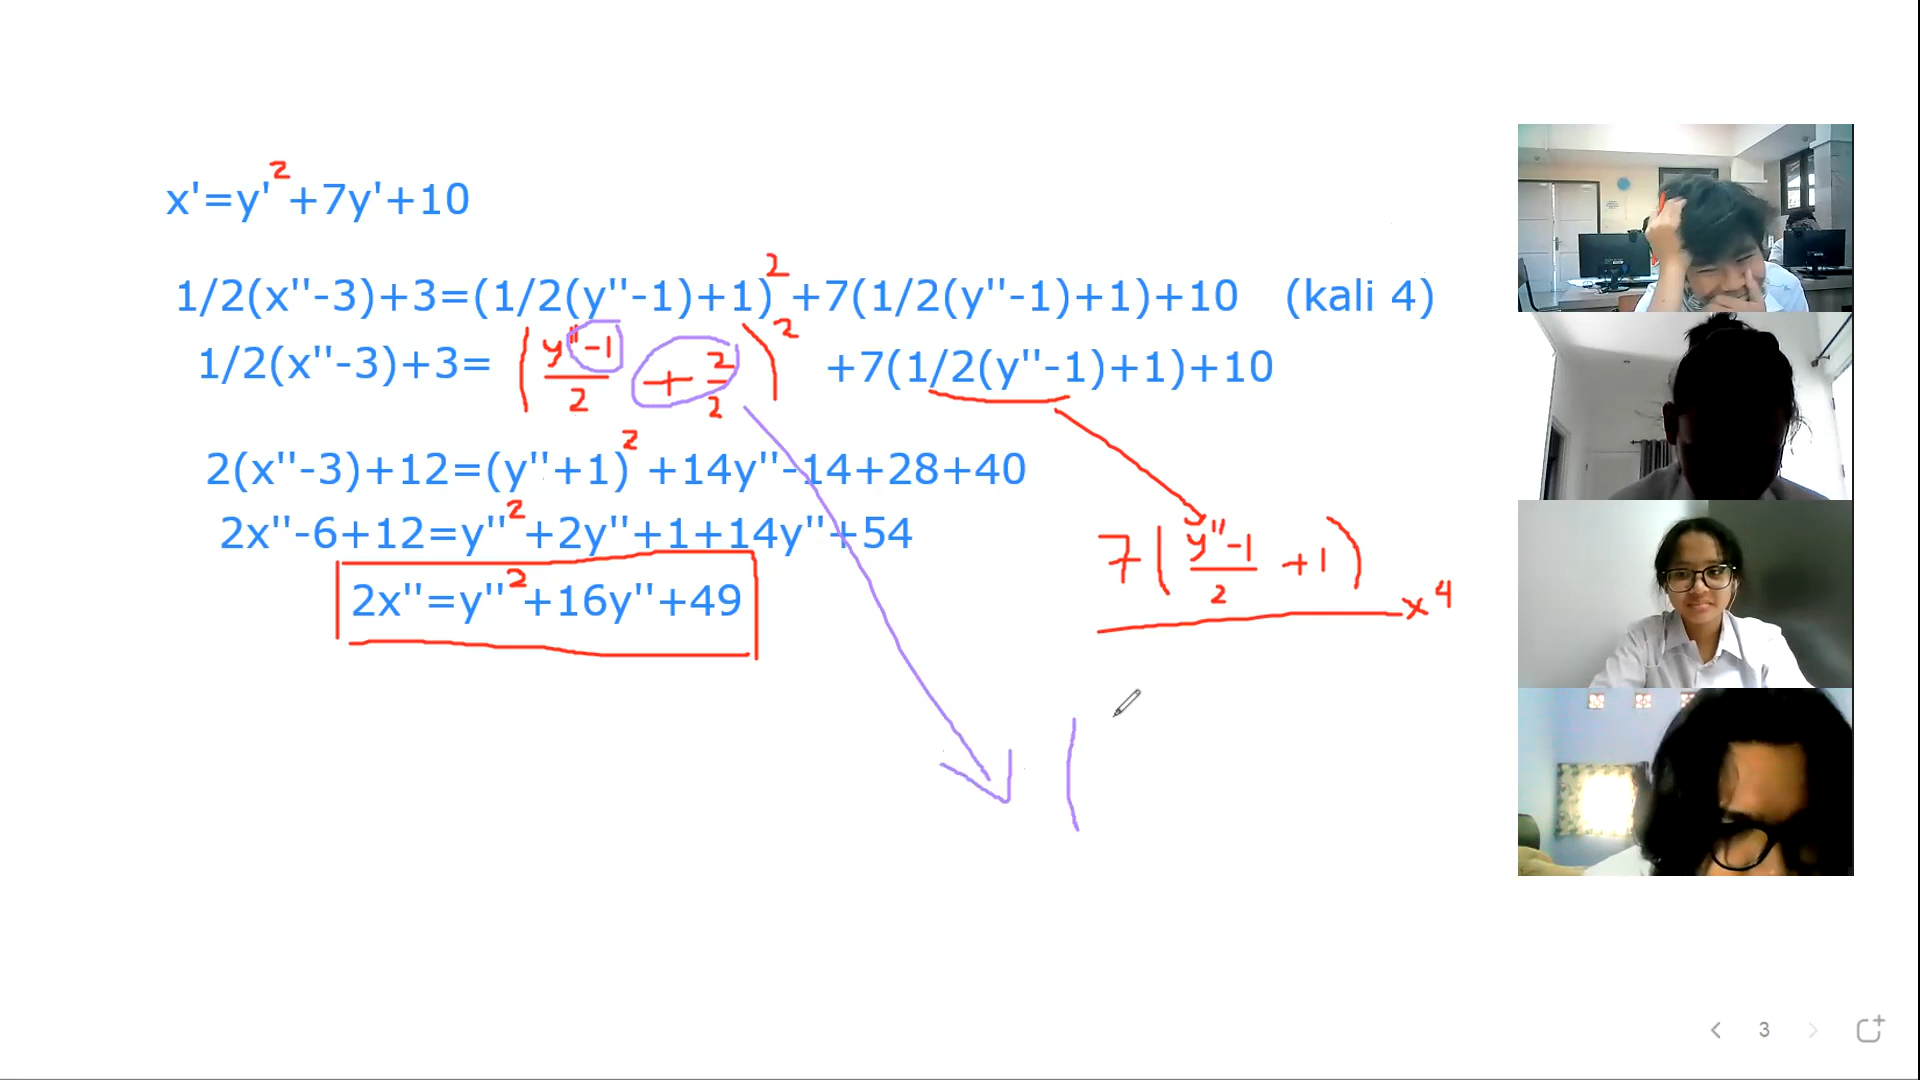 x'=y'²+7y'+10
1/2(x''-3)+3=(1/2(y''-1)+1)²+7(1/2(y''-1)+1)+10 (kali 4)
1/2(x''-3)+3= (y''-1/2 + 2/2)² +7(1/2(y''-1)+1)+10
2(x''-3)+12=(y''+1)²+14y''-14+28+40
2x''-6+12=y''²+2y''+1+14y''+54
2x''=y''²+16y''+49
7(y''-1/2 +1) x4
(
< 3 >